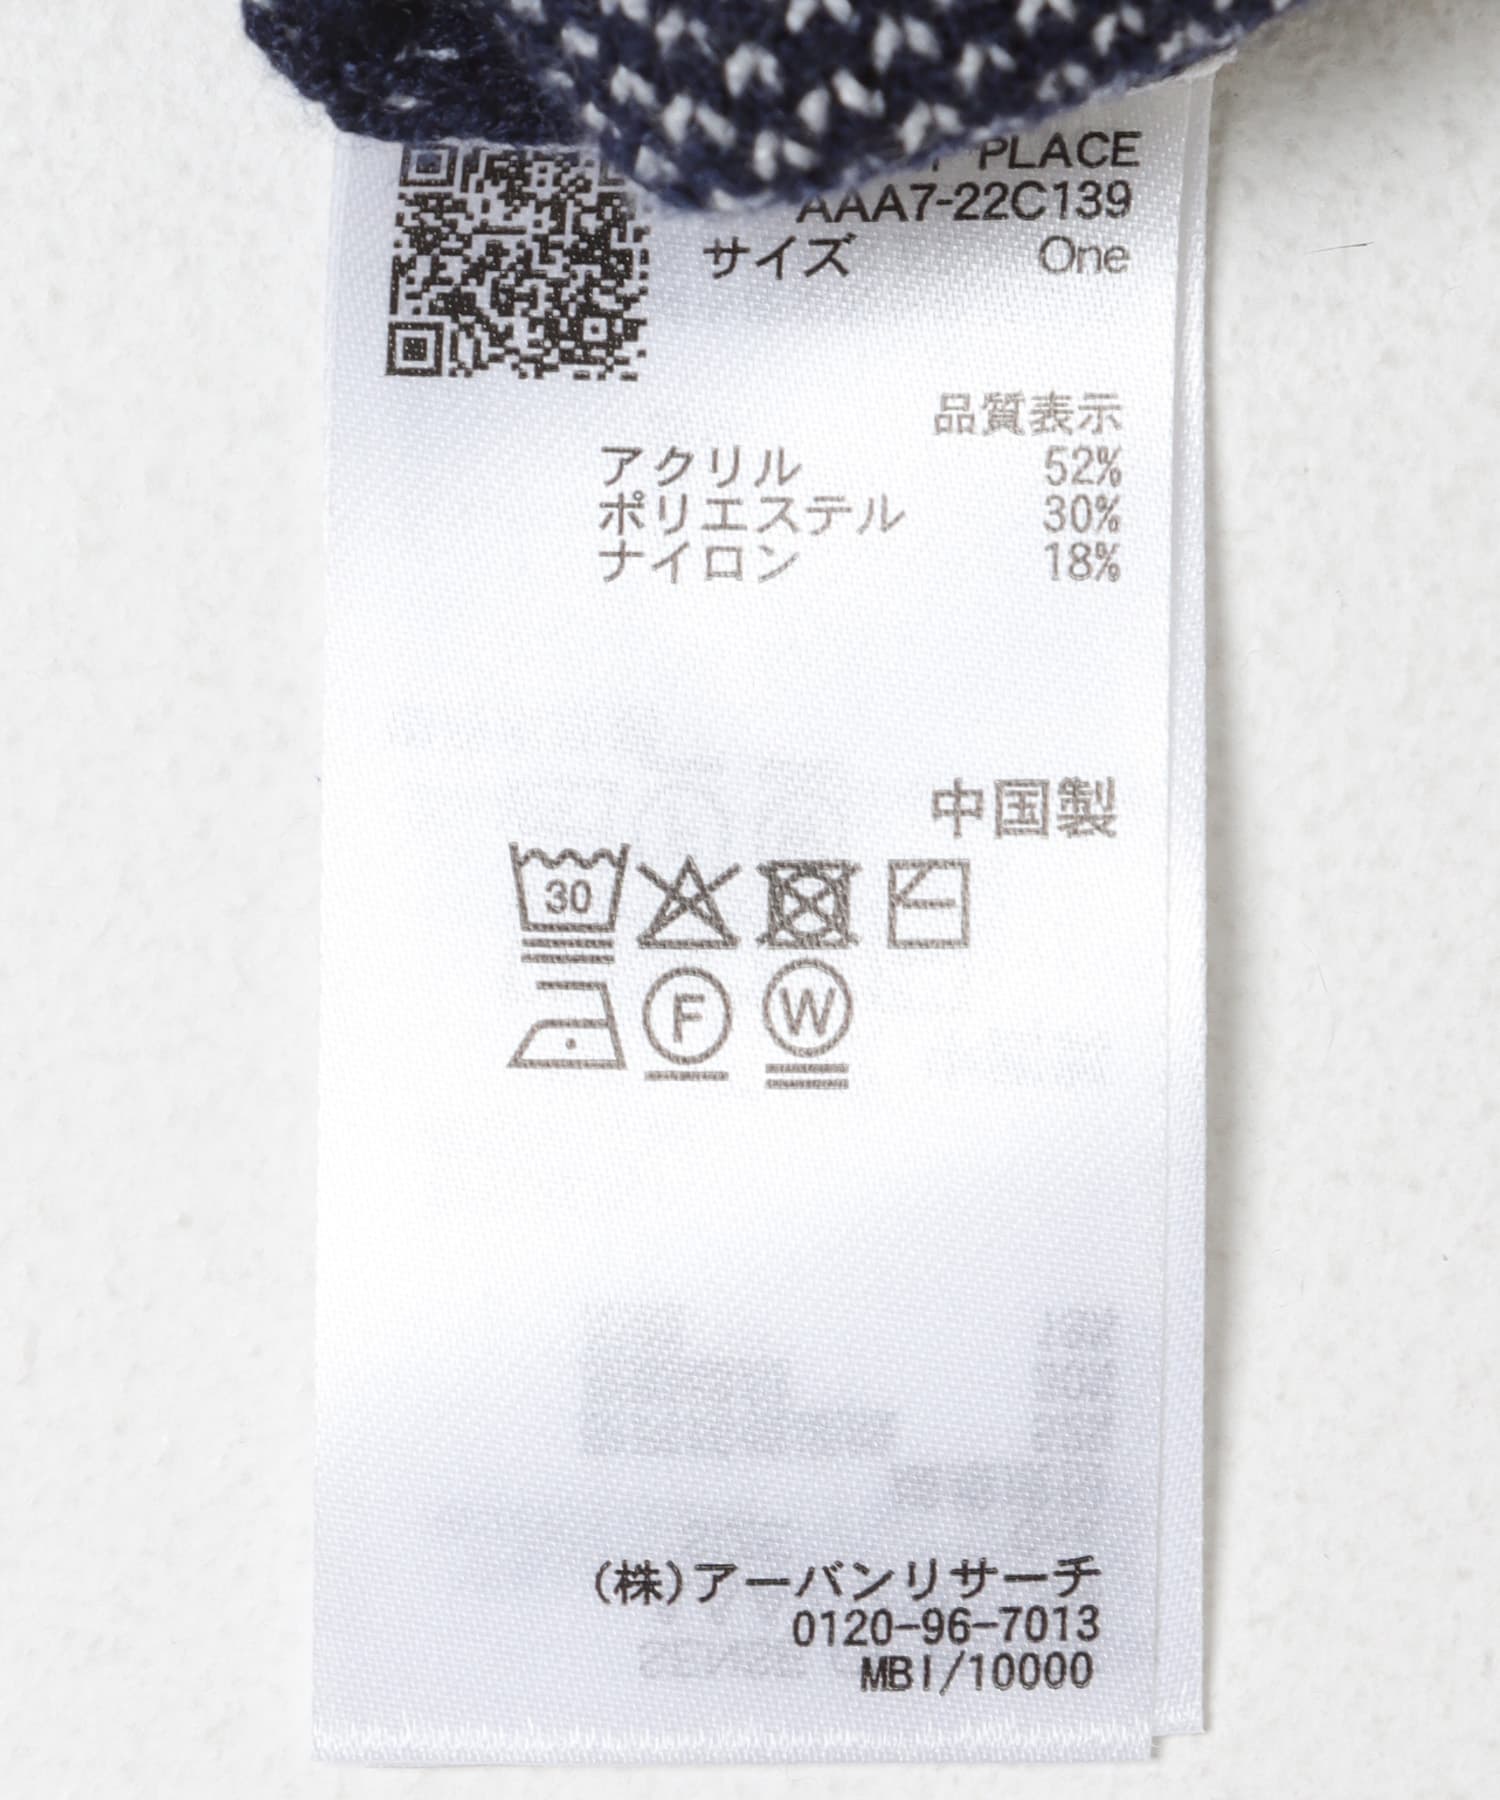 PLACE
AAA7-22C139
サイズ One
品質表示
アクリル 52%
ポリエステル 30%
ナイロン 18%
中国製
30
F W
(株)アーバンリサーチ
0120-96-7013
MBI/10000